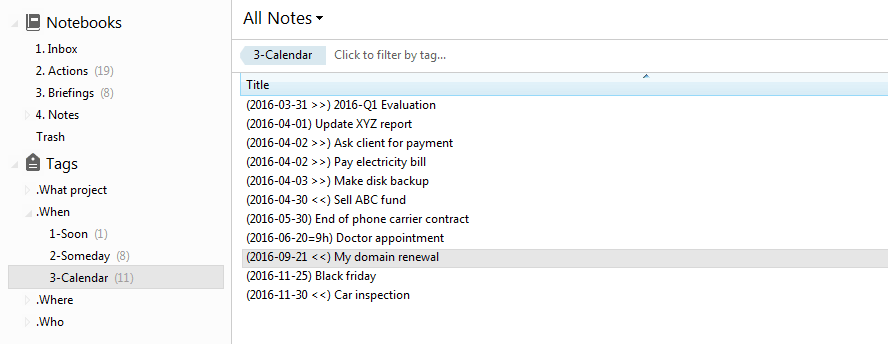 Notebooks
1. Inbox
2. Actions (19)
3. Briefings (8)
4. Notes
Trash
Tags
.What project
.When
1-Soon (1)
2-Someday (8)
3-Calendar (11)
.Where
.Who
All Notes
3-Calendar Click to filter by tag...
Title
(2016-03-31 >>) 2016-Q1 Evaluation
(2016-04-01) Update XYZ report
(2016-04-02 >>) Ask client for payment
(2016-04-02 >>) Pay electricity bill
(2016-04-03 >>) Make disk backup
(2016-04-30 <<) Sell ABC fund
(2016-05-30) End of phone carrier contract
(2016-06-20=9h) Doctor appointment
(2016-09-21 <<) My domain renewal
(2016-11-25) Black friday
(2016-11-30 <<) Car inspection